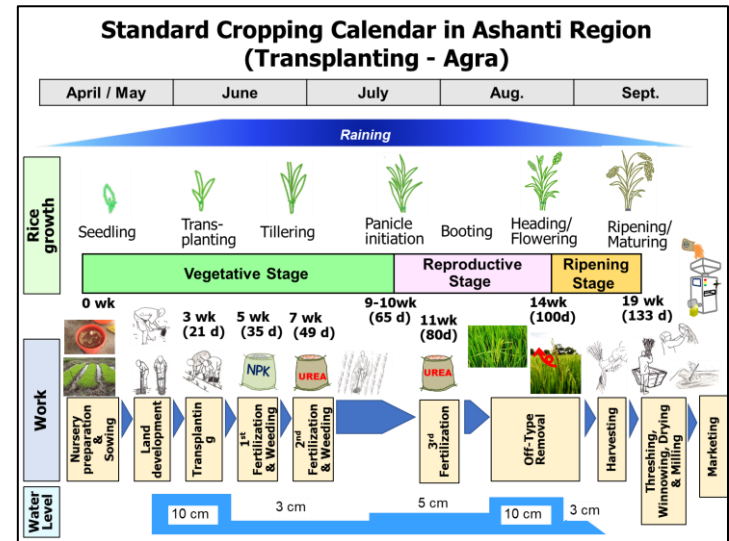 Standard Cropping Calendar in Ashanti Region
(Transplanting - Agra)
April / May
June
July
Aug.
Sept.
Raining
Rice
growth
Seedling
Trans-
planting
Tillering
Panicle
initiation
Booting
Heading/
Flowering
Ripening/
Maturing
Vegetative Stage
Reproductive
Stage
Ripening
Stage
0 wk
3 wk
(21 d)
5 wk
(35 d)
7 wk
(49 d)
9-10wk
(65 d)
11wk
(80d)
14wk
(100d)
19 wk
(133 d)
NPK
UREA
UREA
Work
Nursery
preparation
&
Sowing
Land
development
Transplantin
g
1st
Fertilization
& Weeding
2nd
Fertilization
& Weeding
3rd
Fertilization
Off-Type
Removal
Harvesting
Threshing,
Winnowing, Drying
& Milling
Marketing
Water
Level
10 cm
3 cm
5 cm
10 cm
3 cm